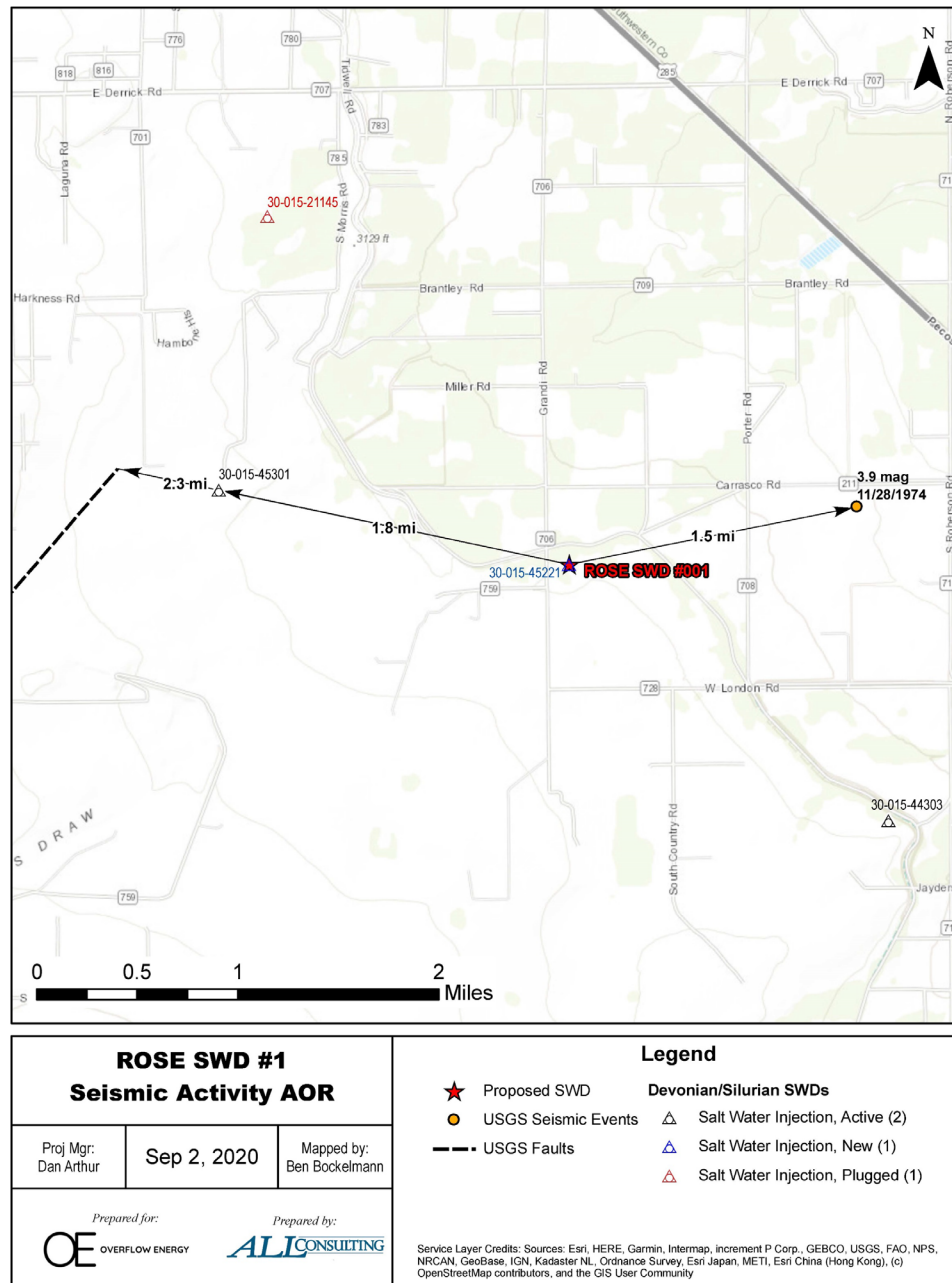 Southwestern Co
N
776
780
285
818
816
E Derrick Rd
707
E Derrick Rd
707
N Roberson Rd
Tidwell Rd
783
Laguna Rd
701
785
706
71
30-015-21145
S Morris Rd
3129 ft
Harkness Rd
Brantley Rd
709
Brantley Rd
Hambone Hts
Pecos
Miller Rd
Grandi Rd
Porter Rd
30-015-45301
2.3 mi
Carrasco Rd
211
3.9 mag
11/28/1974
1.8 mi
706
1.5 mi
S Roberson Rd
30-015-45221
ROSE SWD #001
759
708
71
728
W London Rd
30-015-44303
S DRAW
South Country Rd
759
Jayden
71
0 0.5 1 2
Miles
S
ROSE SWD #1
Seismic Activity AOR
Proj Mgr:
Dan Arthur
Sep 2, 2020
Mapped by:
Ben Bockelmann
Prepared for:
OE OVERFLOW ENERGY
Prepared by:
ALL CONSULTING
Legend
Proposed SWD
USGS Seismic Events
USGS Faults
Devonian/Silurian SWDs
Salt Water Injection, Active (2)
Salt Water Injection, New (1)
Salt Water Injection, Plugged (1)
Service Layer Credits: Sources: Esri, HERE, Garmin, Intermap, increment P Corp., GEBCO, USGS, FAO, NPS,
NRCAN, GeoBase, IGN, Kadaster NL, Ordnance Survey, Esri Japan, METI, Esri China (Hong Kong), (c)
OpenStreetMap contributors, and the GIS User Community